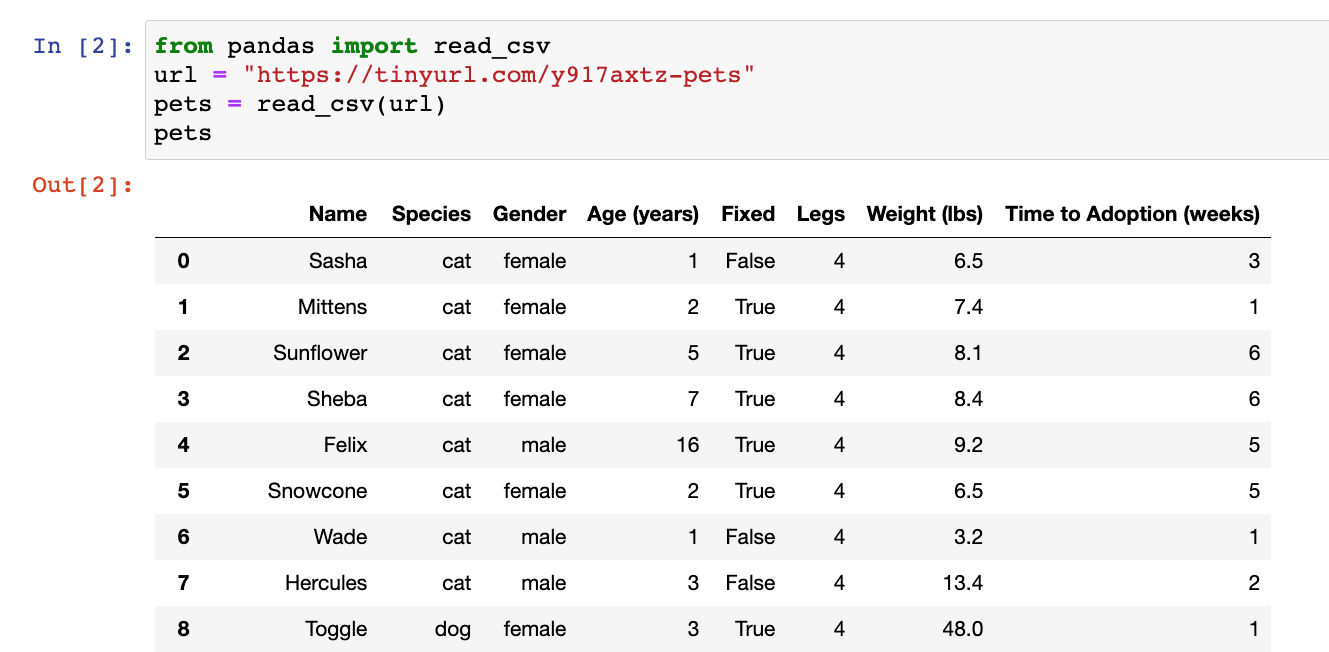 In [2]: from pandas import read_csv
url = "https://tinyurl.com/y917axtz-pets"
pets = read_csv(url)
pets
Out[2]:
Name Species Gender Age (years) Fixed Legs Weight (lbs) Time to Adoption (weeks)
0 Sasha cat female 1 False 4 6.5 3
1 Mittens cat female 2 True 4 7.4 1
2 Sunflower cat female 5 True 4 8.1 6
3 Sheba cat female 7 True 4 8.4 6
4 Felix cat male 16 True 4 9.2 5
5 Snowcone cat female 2 True 4 6.5 5
6 Wade cat male 1 False 4 3.2 1
7 Hercules cat male 3 False 4 13.4 2
8 Toggle dog female 3 True 4 48.0 1